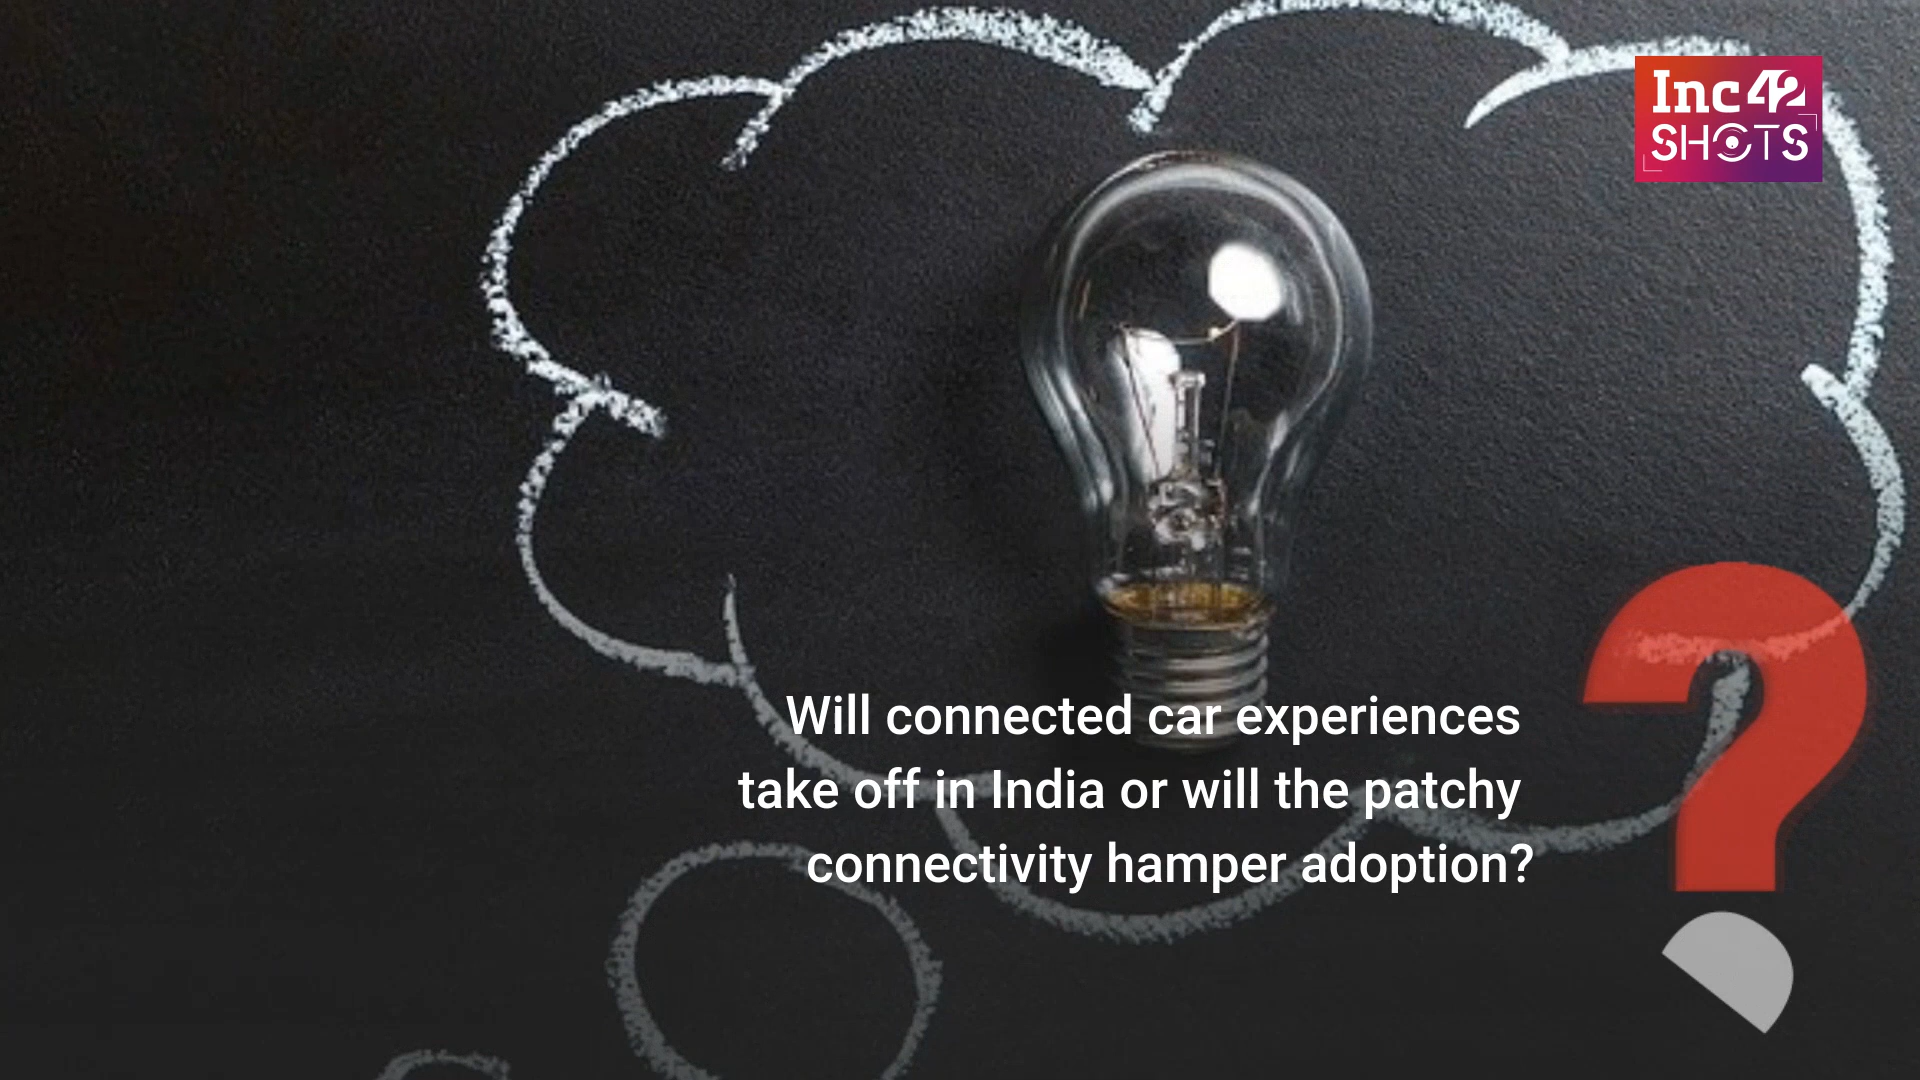 Inc42
SHOTS
Will connected car experiences
take off in India or will the patchy
connectivity hamper adoption?
?